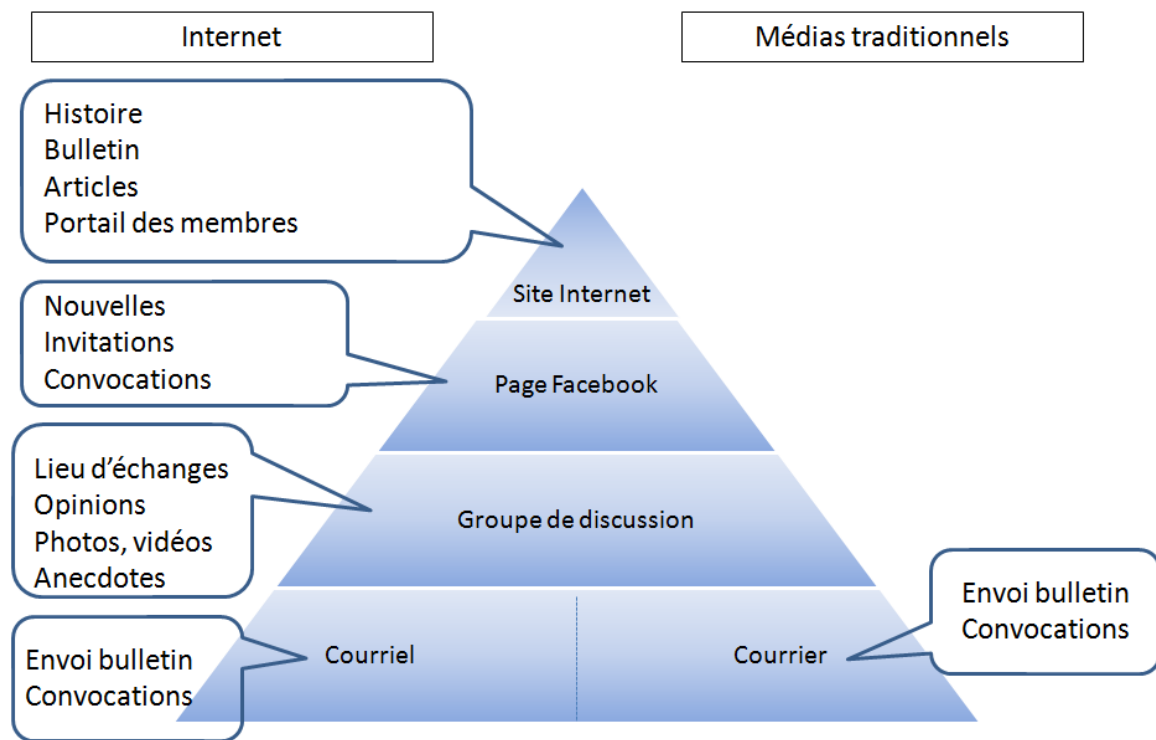 Internet
Médias traditionnels
Histoire
Bulletin
Articles
Portail des membres
Site Internet
Nouvelles
Invitations
Convocations
Page Facebook
Lieu d’échanges
Opinions
Photos, vidéos
Anecdotes
Groupe de discussion
Envoi bulletin
Convocations
Courriel
Courrier
Envoi bulletin
Convocations